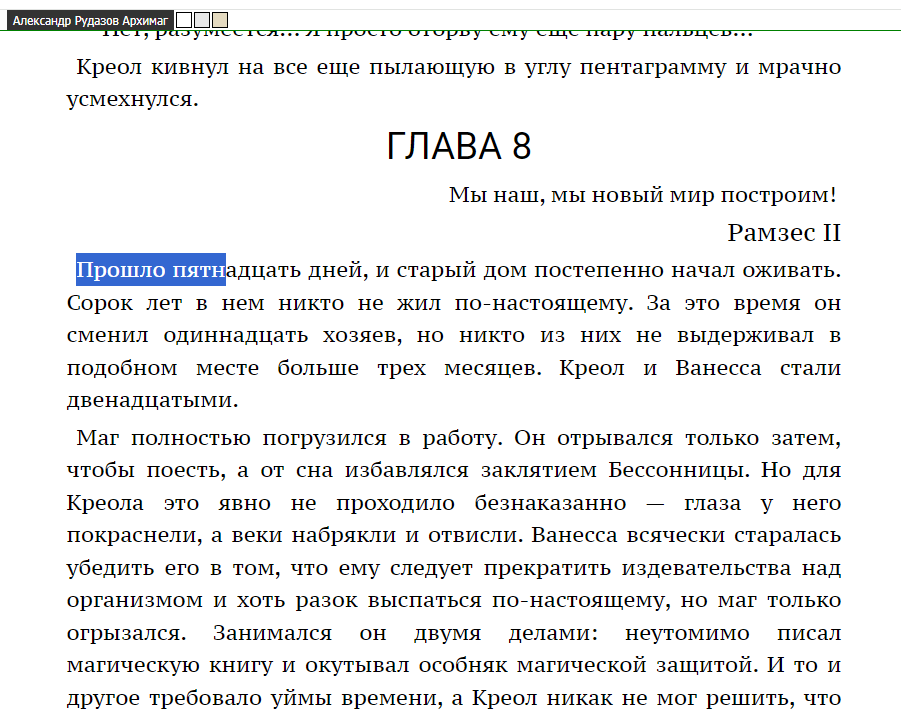 Александр Рудазов Архимаг
Нет, разумеется... Я просто оторву ему еще пару пальцев...
Креол кивнул на все еще пылающую в углу пентаграмму и мрачно
усмехнулся.
ГЛАВА 8
Мы наш, мы новый мир построим!
Рамзес II
Прошло пятнадцать дней, и старый дом постепенно начал оживать.
Сорок лет в нем никто не жил по-настоящему. За это время он
сменил одиннадцать хозяев, но никто из них не выдерживал в
подобном месте больше трех месяцев. Креол и Ванесса стали
двенадцатыми.
Маг полностью погрузился в работу. Он отрывался только затем,
чтобы поесть, а от сна избавлялся заклятием Бессонницы. Но для
Креола это явно не проходило безнаказанно — глаза у него
покраснели, а веки набрякли и отвисли. Ванесса всячески старалась
убедить его в том, что ему следует прекратить издевательства над
организмом и хоть разок выспаться по-настоящему, но маг только
огрызался. Занимался он двумя делами: неутомимо писал
магическую книгу и окутывал особняк магической защитой. И то и
другое требовало уймы времени, а Креол никак не мог решить, что